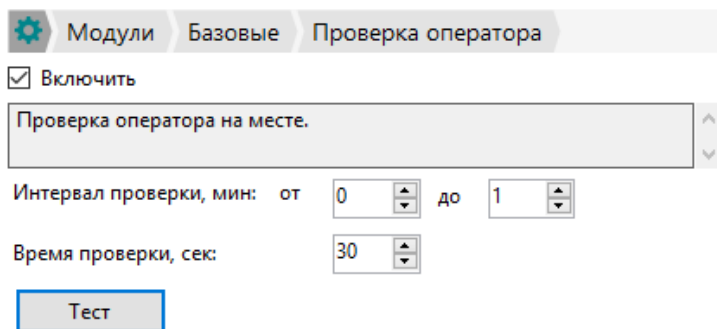 Модули Базовые Проверка оператора
Включить
Проверка оператора на месте.
Интервал проверки, мин: от 0 до 1
Время проверки, сек: 30
Тест